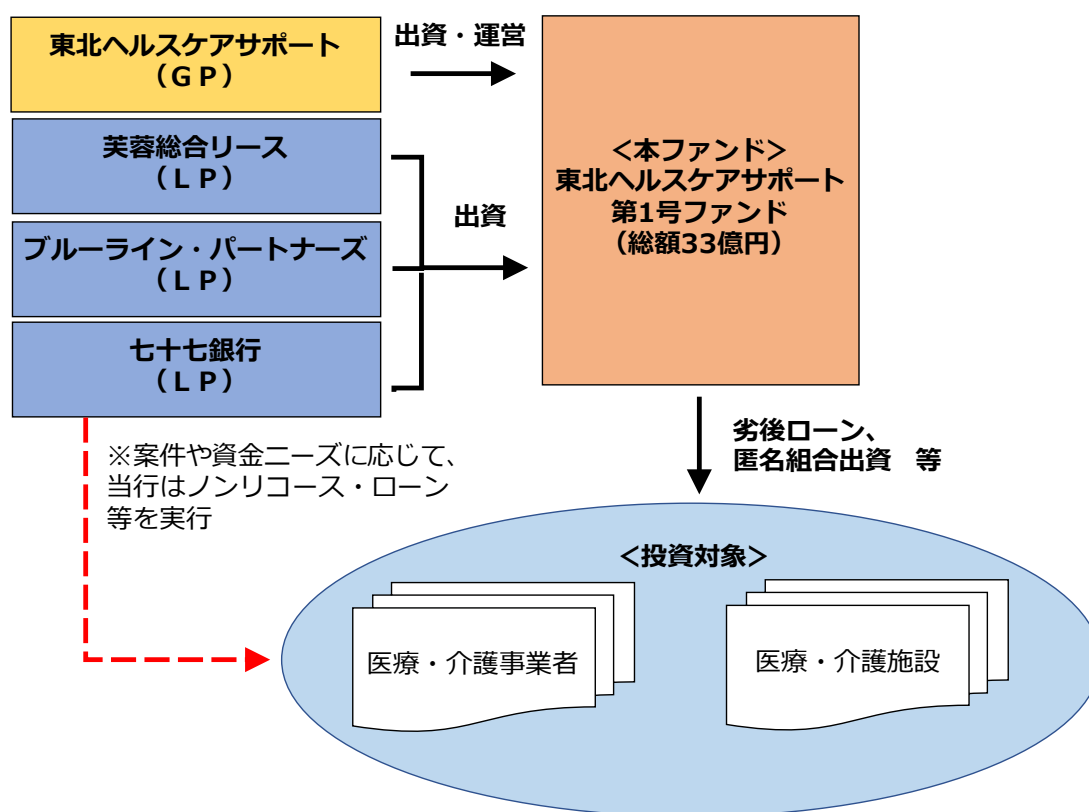 東北ヘルスケアサポート
（ＧＰ）
出資・運営
芙蓉総合リース
（ＬＰ）
ブルーライン・パートナーズ
（ＬＰ）
七十七銀行
（ＬＰ）
出資
＜本ファンド＞
東北ヘルスケアサポート
第1号ファンド
（総額33億円）
※案件や資金ニーズに応じて、
当行はノンリコース・ローン
等を実行
劣後ローン、
匿名組合出資　等
＜投資対象＞
医療・介護事業者
医療・介護施設